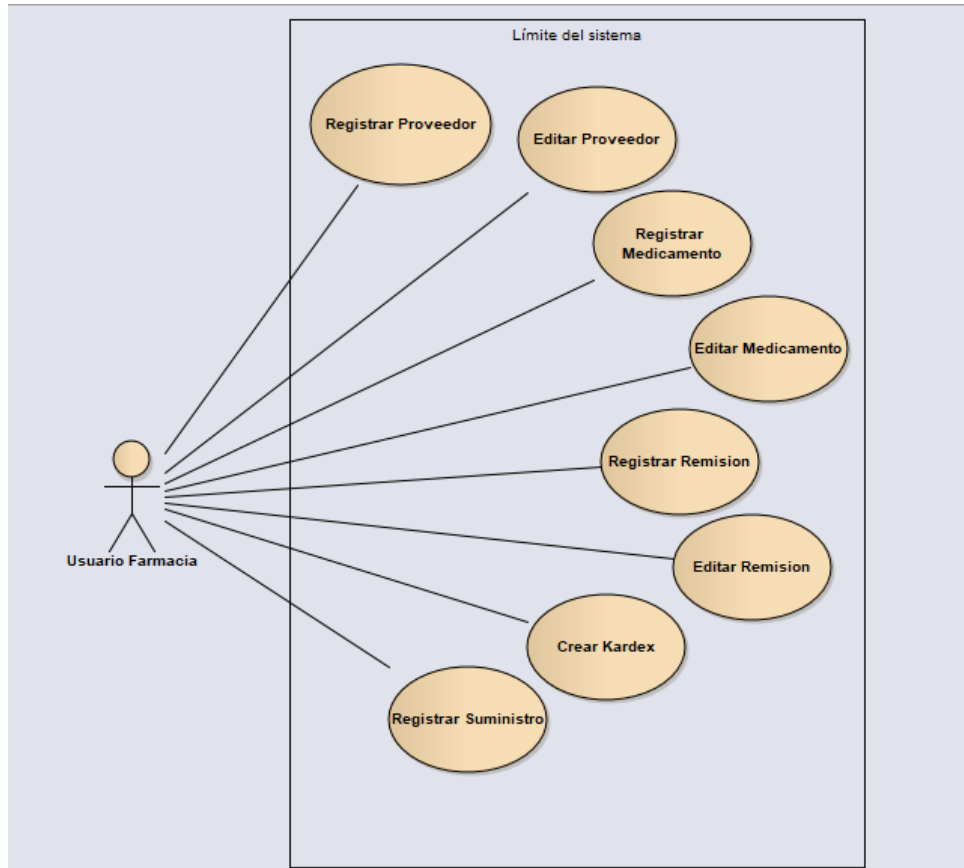 Límite del sistema
Registrar Proveedor
Editar Proveedor
Registrar
Medicamento
Editar Medicamento
Registrar Remision
Usuario Farmacia
Editar Remision
Crear Kardex
Registrar Suministro